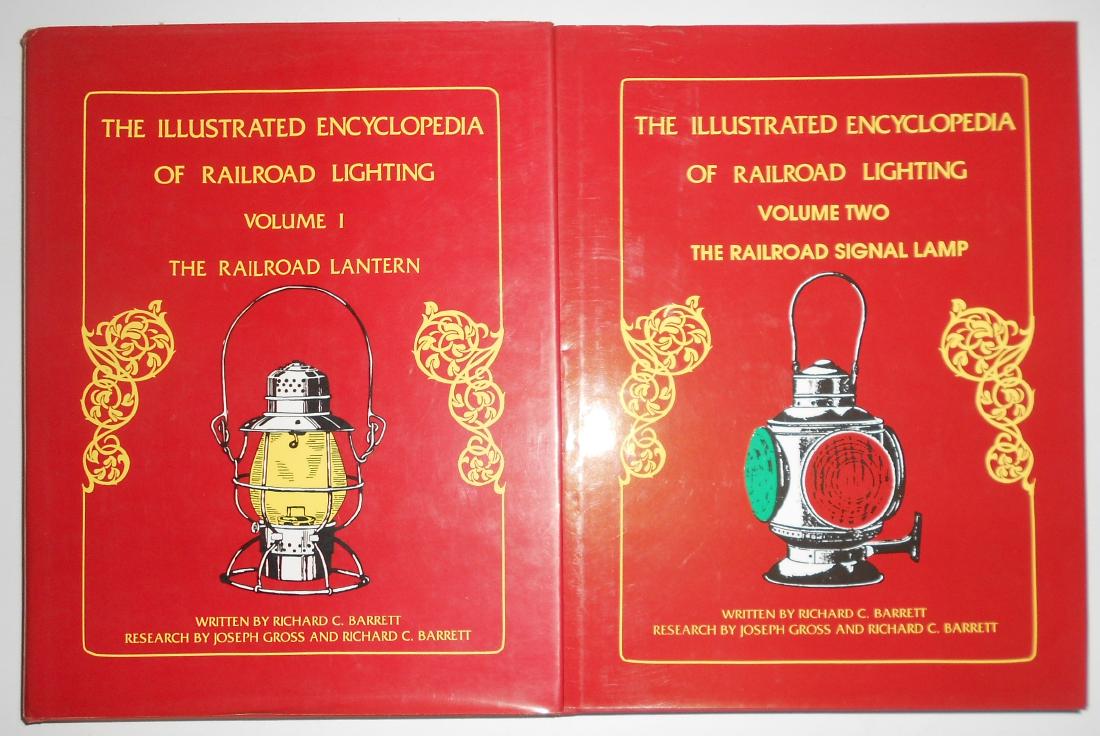 THE ILLUSTRATED ENCYCLOPEDIA
OF RAILROAD LIGHTING
VOLUME I
THE RAILROAD LANTERN
WRITTEN BY RICHARD C. BARRETT
RESEARCH BY JOSEPH GROSS AND RICHARD C. BARRETT
THE ILLUSTRATED ENCYCLOPEDIA
OF RAILROAD LIGHTING
VOLUME TWO
THE RAILROAD SIGNAL LAMP
WRITTEN BY RICHARD C. BARRETT
RESEARCH BY JOSEPH GROSS AND RICHARD C. BARRETT